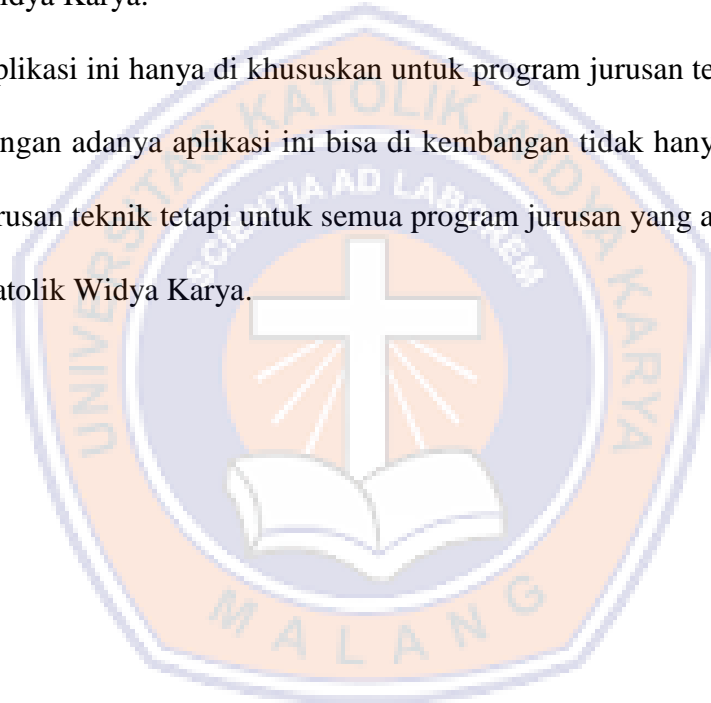 idya Karya.
plikasi ini hanya di khususkan untuk program jurusan te
ngan adanya aplikasi ini bisa di kembangan tidak hany
rusan teknik tetapi untuk semua program jurusan yang a
atolik Widya Karya.
UNIVERSITAS KATOLIK WIDYA KARYA
SCIENTIA AD LABOREM
MALANG